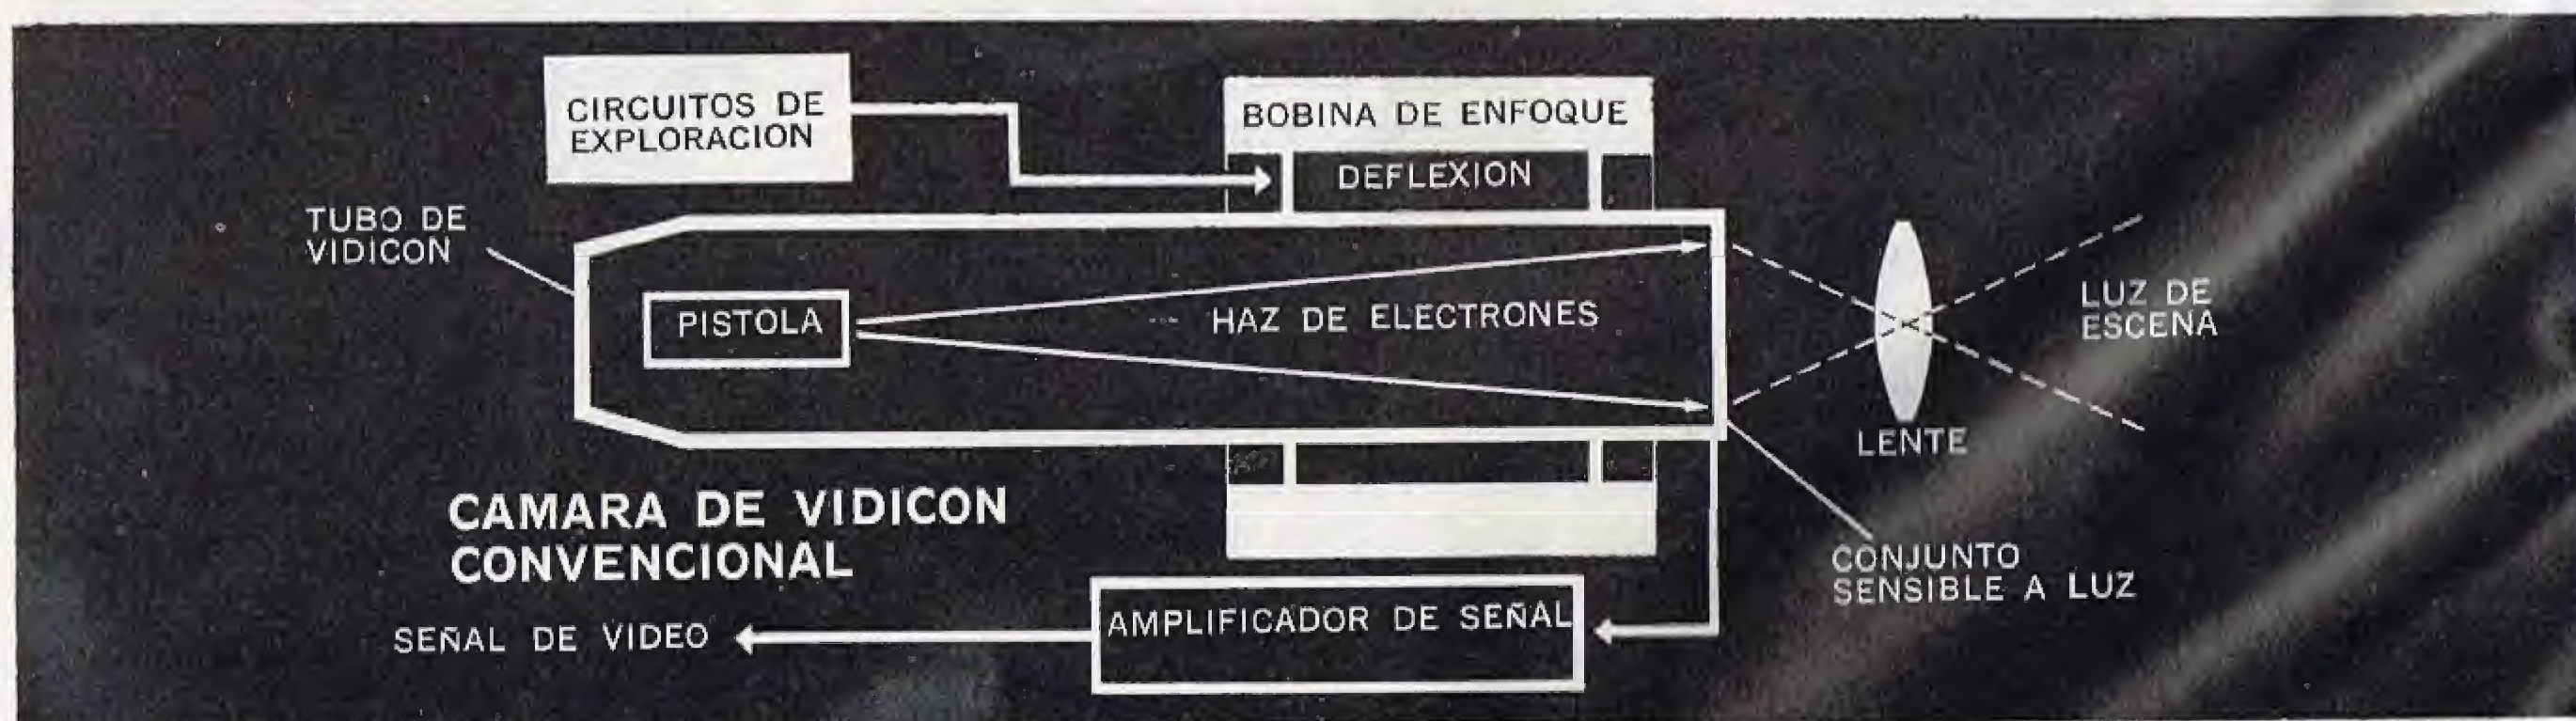 CIRCUITOS DE
EXPLORACION
BOBINA DE ENFOQUE
DEFLEXION
TUBO DE
VIDICON
PISTOLA
HAZ DE ELECTRONES
LUZ DE
ESCENA
LENTE
CAMARA DE VIDICON
CONVENCIONAL
CONJUNTO
SENSIBLE A LUZ
AMPLIFICADOR DE SEÑAL
SEÑAL DE VIDEO